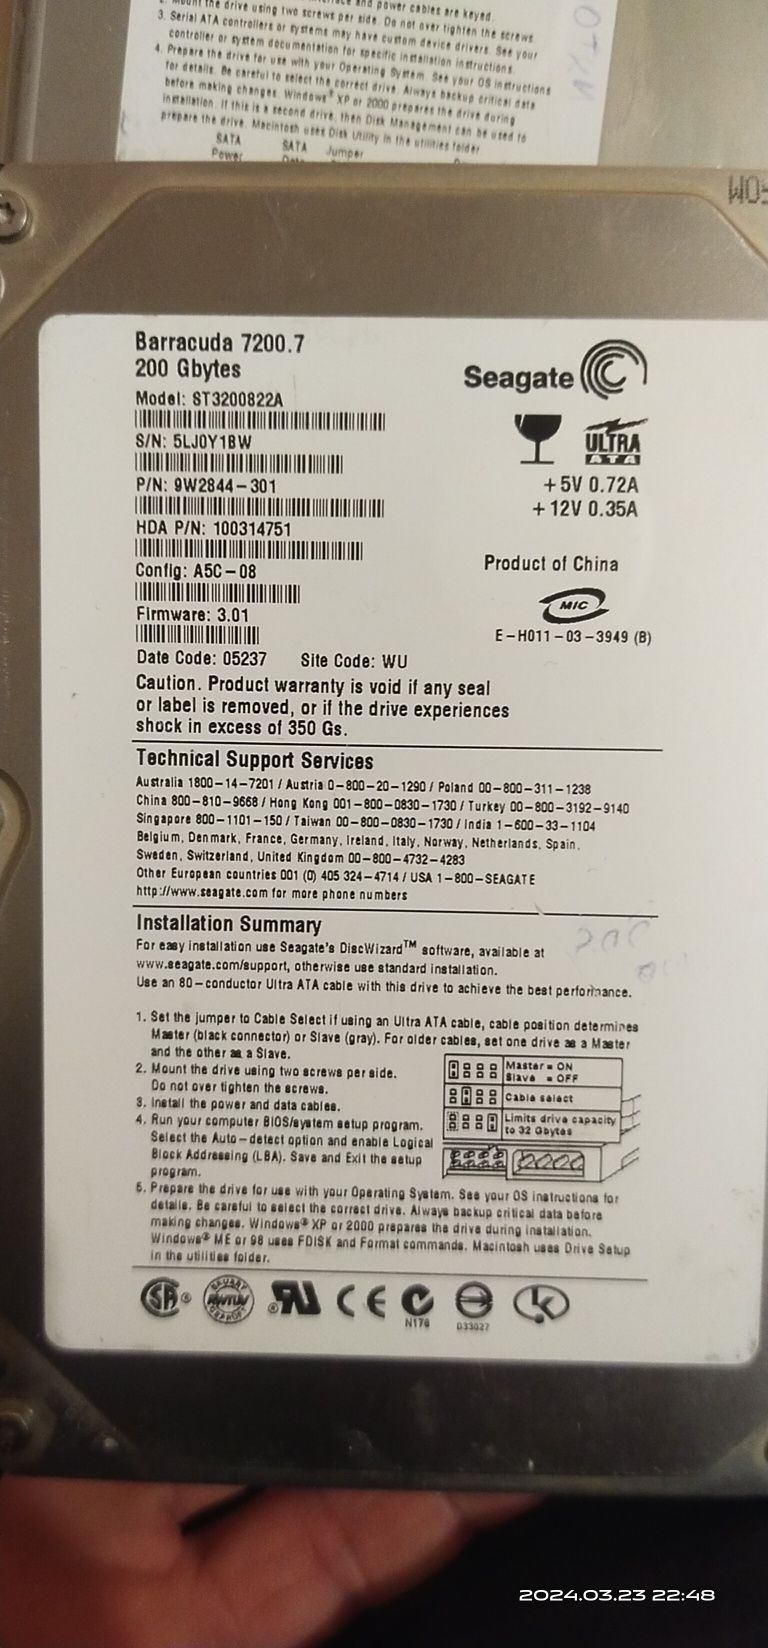 3. Serial ATA controllers or systems may have custom device drivers. See your
controller or system documentation for specific installation instructions.
4. Prepare the drive for use with your Operating System. See your OS instructions
for details. Be careful to select the correct drive. Always backup critical data
before making changes. Windows® XP or 2000 prepares the drive during
installation. If this is a second drive, then Disk Management can be used to
prepare the drive. Macintosh uses Disk Utility in the utilities folder
SATA SATA Jumper
Power
Barracuda 7200.7
200 Gbytes
Seagate
Model: ST3200822A
S/N: 5LJ0Y1BW
ULTRA
ATA
P/N: 9W2844-301
+5V 0.72A
+12V 0.35A
HDA P/N: 100314751
Config: A5C-08
Product of China
Firmware: 3.01
MIC
E-H011-03-3949 (B)
Date Code: 05237 Site Code: WU
Caution. Product warranty is void if any seal
or label is removed, or if the drive experiences
shock in excess of 350 Gs.
Technical Support Services
Australia 1800-14-7201 / Austria 0-800-20-1290 / Poland 00-800-311-1238
China 800-810-9668 / Hong Kong 001-800-0830-1730 / Turkey 00-800-3192-9140
Singapore 800-1101-150 / Taiwan 00-800-0830-1730 / India 1-600-33-1104
Belgium, Denmark, France, Germany, Ireland, Italy, Norway, Netherlands, Spain,
Sweden, Switzerland, United Kingdom 00-800-4732-4283
Other European countries 001 (0) 405 324-4714 / USA 1-800-SEAGATE
http://www.seagate.com for more phone numbers
Installation Summary
For easy installation use Seagate's DiscWizard™ software, available at
www.seagate.com/support, otherwise use standard installation.
Use an 80-conductor Ultra ATA cable with this drive to achieve the best performance.
1. Set the jumper to Cable Select if using an Ultra ATA cable, cable position determines
Master (black connector) or Slave (gray). For older cables, set one drive as a Master
and the other as a Slave.
2. Mount the drive using two screws per side.
Do not over tighten the screws.
3. Install the power and data cables.
4. Run your computer BIOS/system setup program.
Select the Auto-detect option and enable Logical
Block Addressing (LBA). Save and Exit the setup
program.
Master = ON
Slave = OFF
Cable select
Limits drive capacity
to 32 Gbytes
5. Prepare the drive for use with your Operating System. See your OS instructions for
details. Be careful to select the correct drive. Always backup critical data before
making changes. Windows® XP or 2000 prepares the drive during installation.
Windows® ME or 98 uses FDISK and Format commands. Macintosh uses Drive Setup
in the utilities folder.
N176
D33027
2024.03.23 22:48